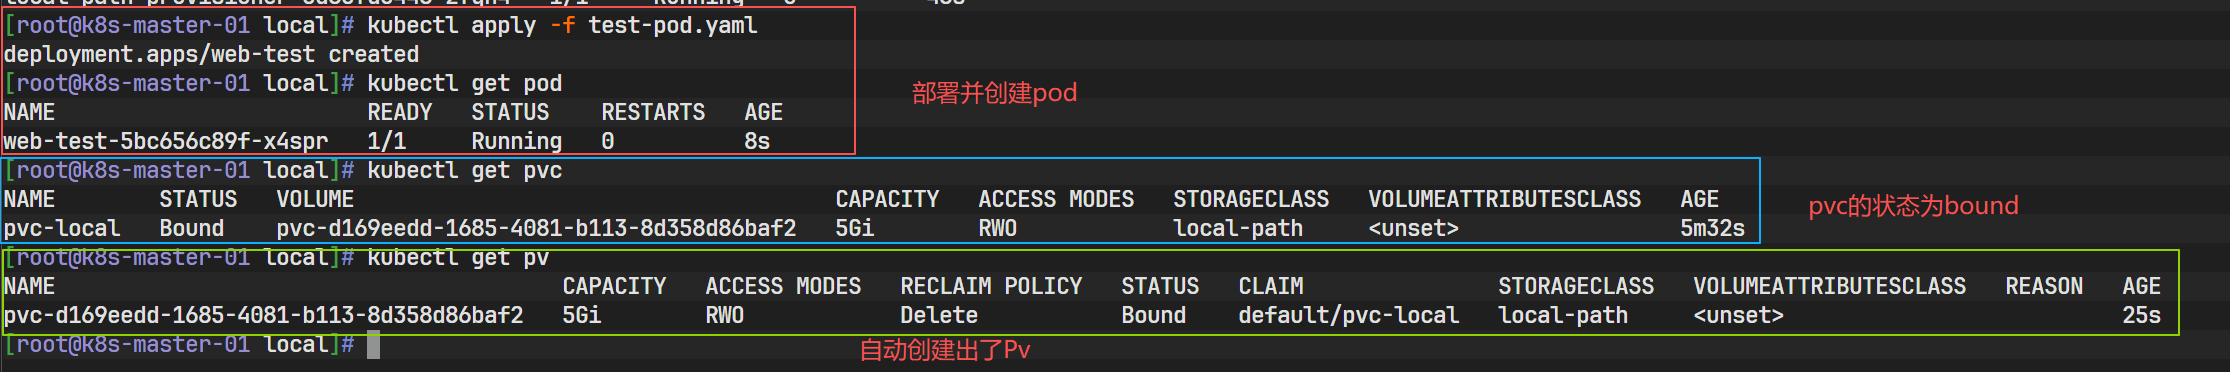 [root@k8s-master-01 local]# kubectl apply -f test-pod.yaml
deployment.apps/web-test created
[root@k8s-master-01 local]# kubectl get pod
部署并创建pod
NAME READY STATUS RESTARTS AGE
web-test-5bc656c89f-x4spr 1/1 Running 0 8s
[root@k8s-master-01 local]# kubectl get pvc
NAME STATUS VOLUME CAPACITY ACCESS MODES STORAGECLASS VOLUMEATTRIBUTESCLASS AGE
pvc的状态为bound
pvc-local Bound pvc-d169eedd-1685-4081-b113-8d358d86baf2 5Gi RWO local-path <unset> 5m32s
[root@k8s-master-01 local]# kubectl get pv
NAME CAPACITY ACCESS MODES RECLAIM POLICY STATUS CLAIM STORAGECLASS VOLUMEATTRIBUTESCLASS REASON AGE
pvc-d169eedd-1685-4081-b113-8d358d86baf2 5Gi RWO Delete Bound default/pvc-local local-path <unset> 25s
[root@k8s-master-01 local]#
自动创建出了Pv